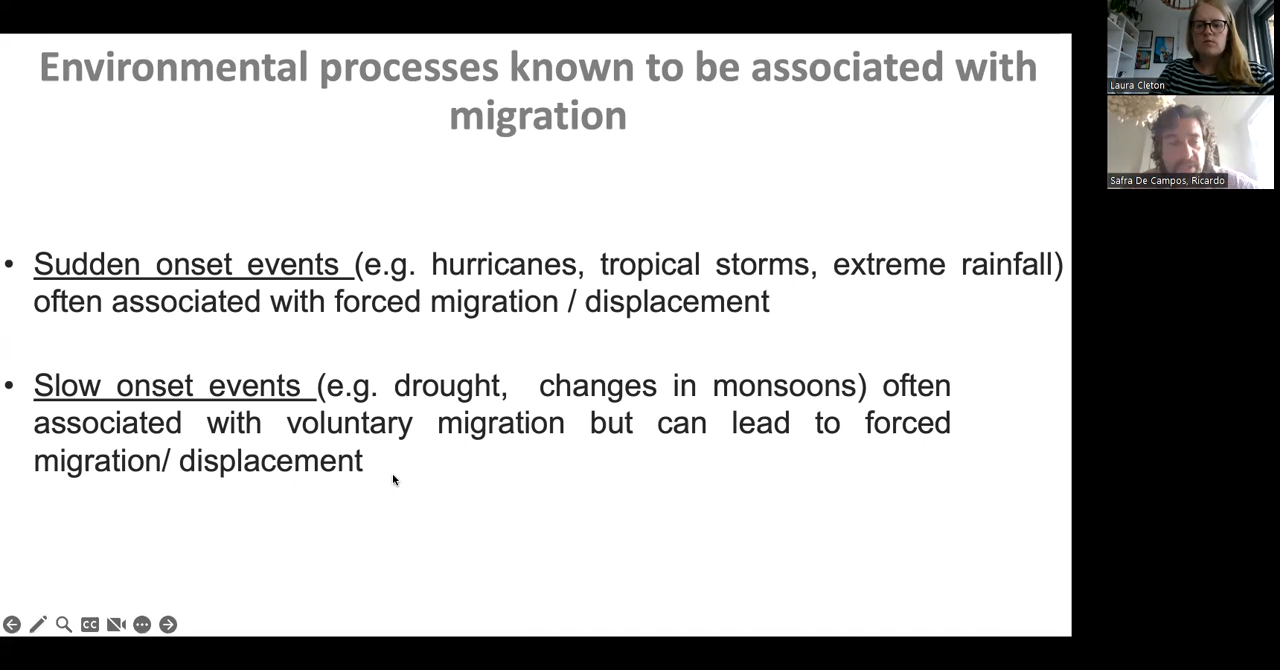 Environmental processes known to be associated with
migration
• Sudden onset events (e.g. hurricanes, tropical storms, extreme rainfall)
often associated with forced migration / displacement
• Slow onset events (e.g. drought, changes in monsoons) often
associated with voluntary migration but can lead to forced
migration/ displacement
Laura Cleton
Safra De Campos, Ricardo
CC